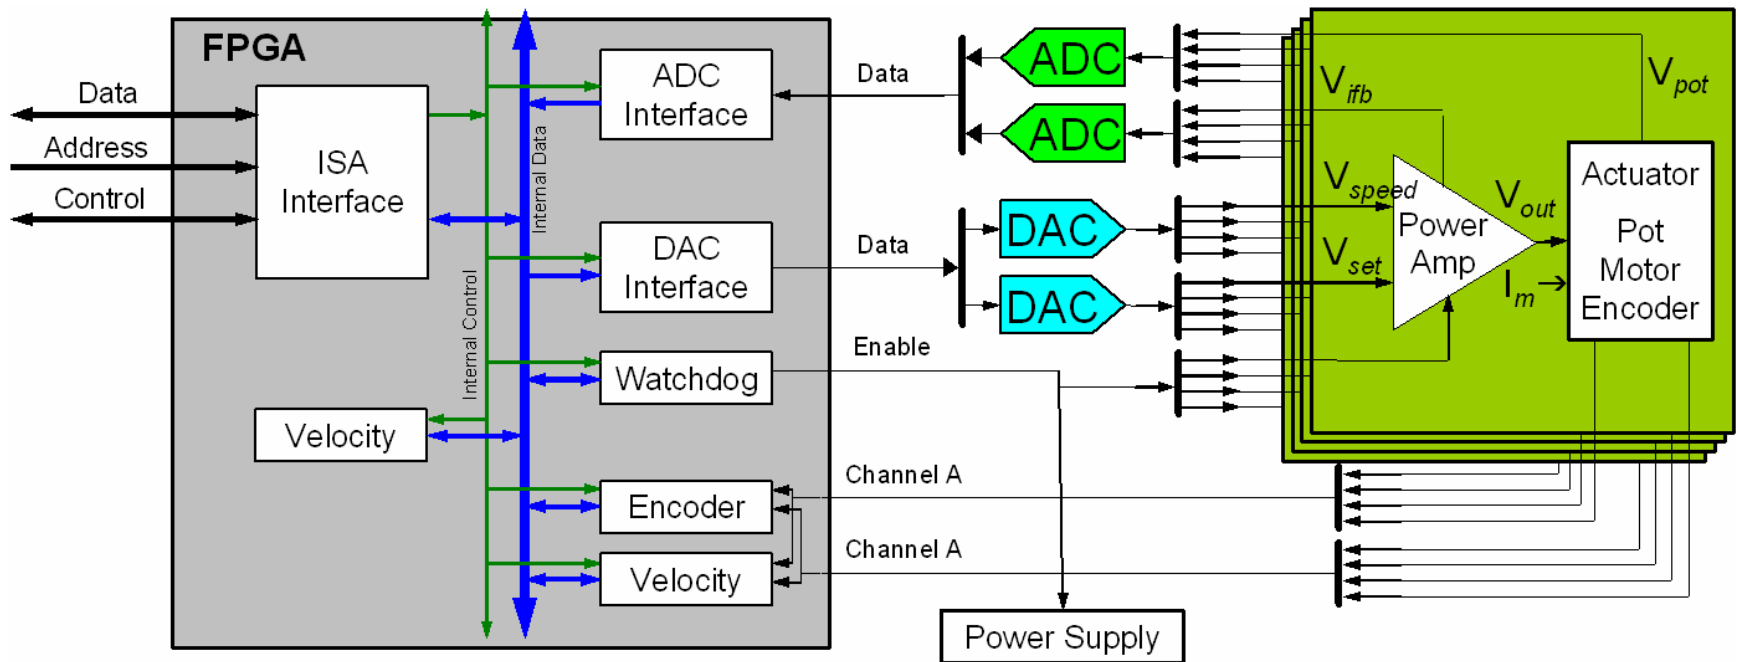 FPGA
Data
Address
Control
ISA
Interface
Internal Control
Internal Data
ADC
Interface
DAC
Interface
Watchdog
Velocity
Encoder
Velocity
Data
Data
Enable
Channel A
Channel A
Power Supply
ADC
ADC
DAC
DAC
Vifb
Vpot
Vspeed
Vset
Power
Amp
Vout
Im
Actuator
Pot
Motor
Encoder